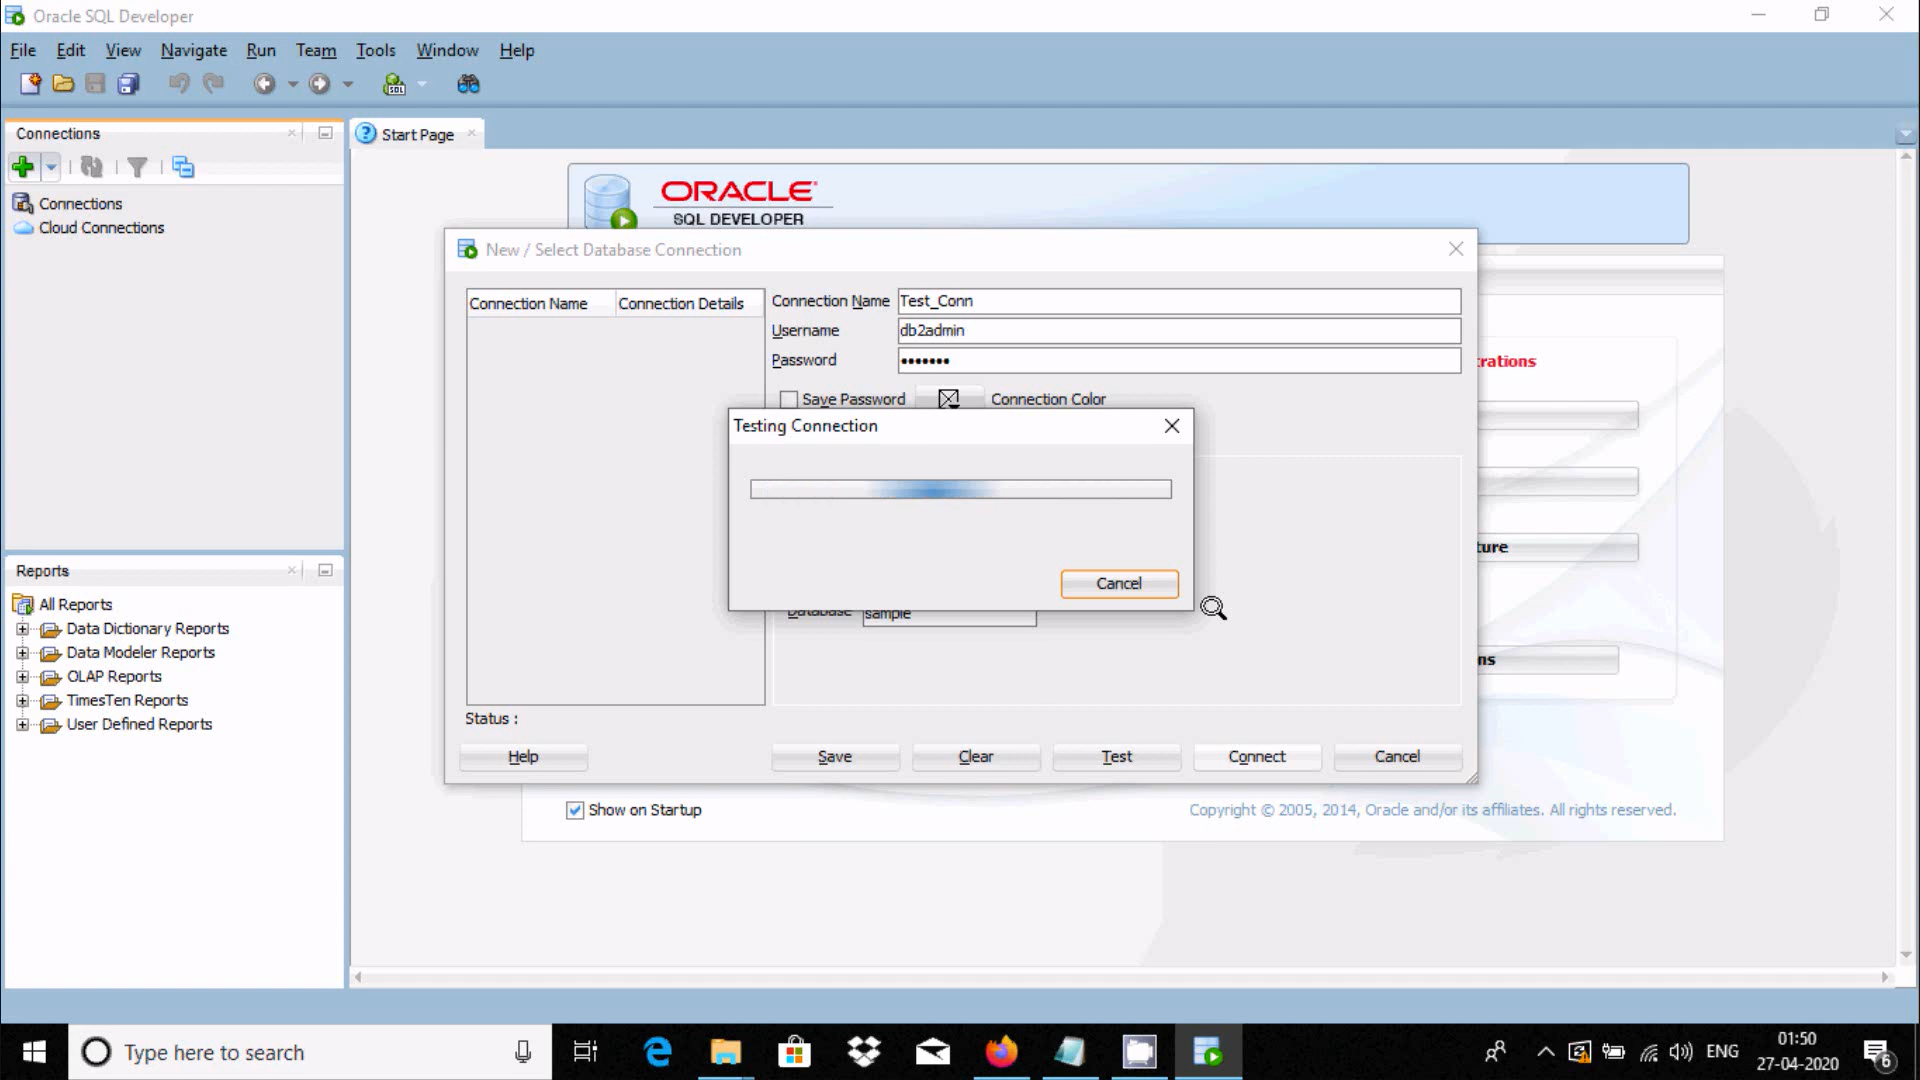 Oracle SQL Developer
File Edit View Navigate Run Team Tools Window Help
SQL
Connections
Start Page
Connections
Cloud Connections
ORACLE
SQL DEVELOPER
New / Select Database Connection
Connection Name Connection Details
Connection Name Test_Conn
Username db2admin
Password •••••••
Save Password Connection Color
Testing Connection
Cancel
Database sample
Status :
Help Save Clear Test Connect Cancel
rations
ture
ns
Reports
All Reports
Data Dictionary Reports
Data Modeler Reports
OLAP Reports
TimesTen Reports
User Defined Reports
Show on Startup
Copyright © 2005, 2014, Oracle and/or its affiliates. All rights reserved.
Type here to search
ENG
01:50
27-04-2020
6